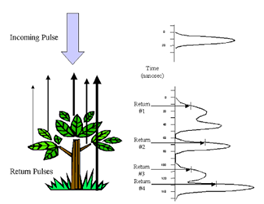 Incoming Pulse
Time
(nanosec)
Return
#1
Return
#2
Return
#3
Return
#4
Return Pulses